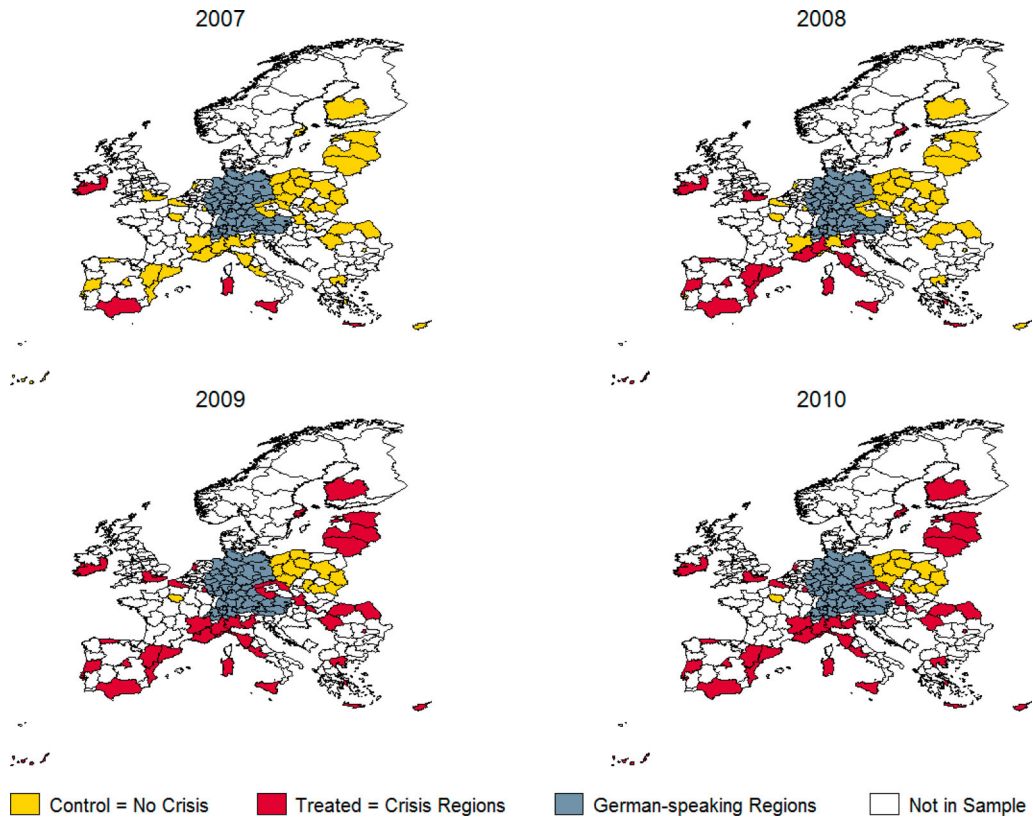 2007
2008
2009
2010
Control = No Crisis
Treated = Crisis Regions
German-speaking Regions
Not in Sample